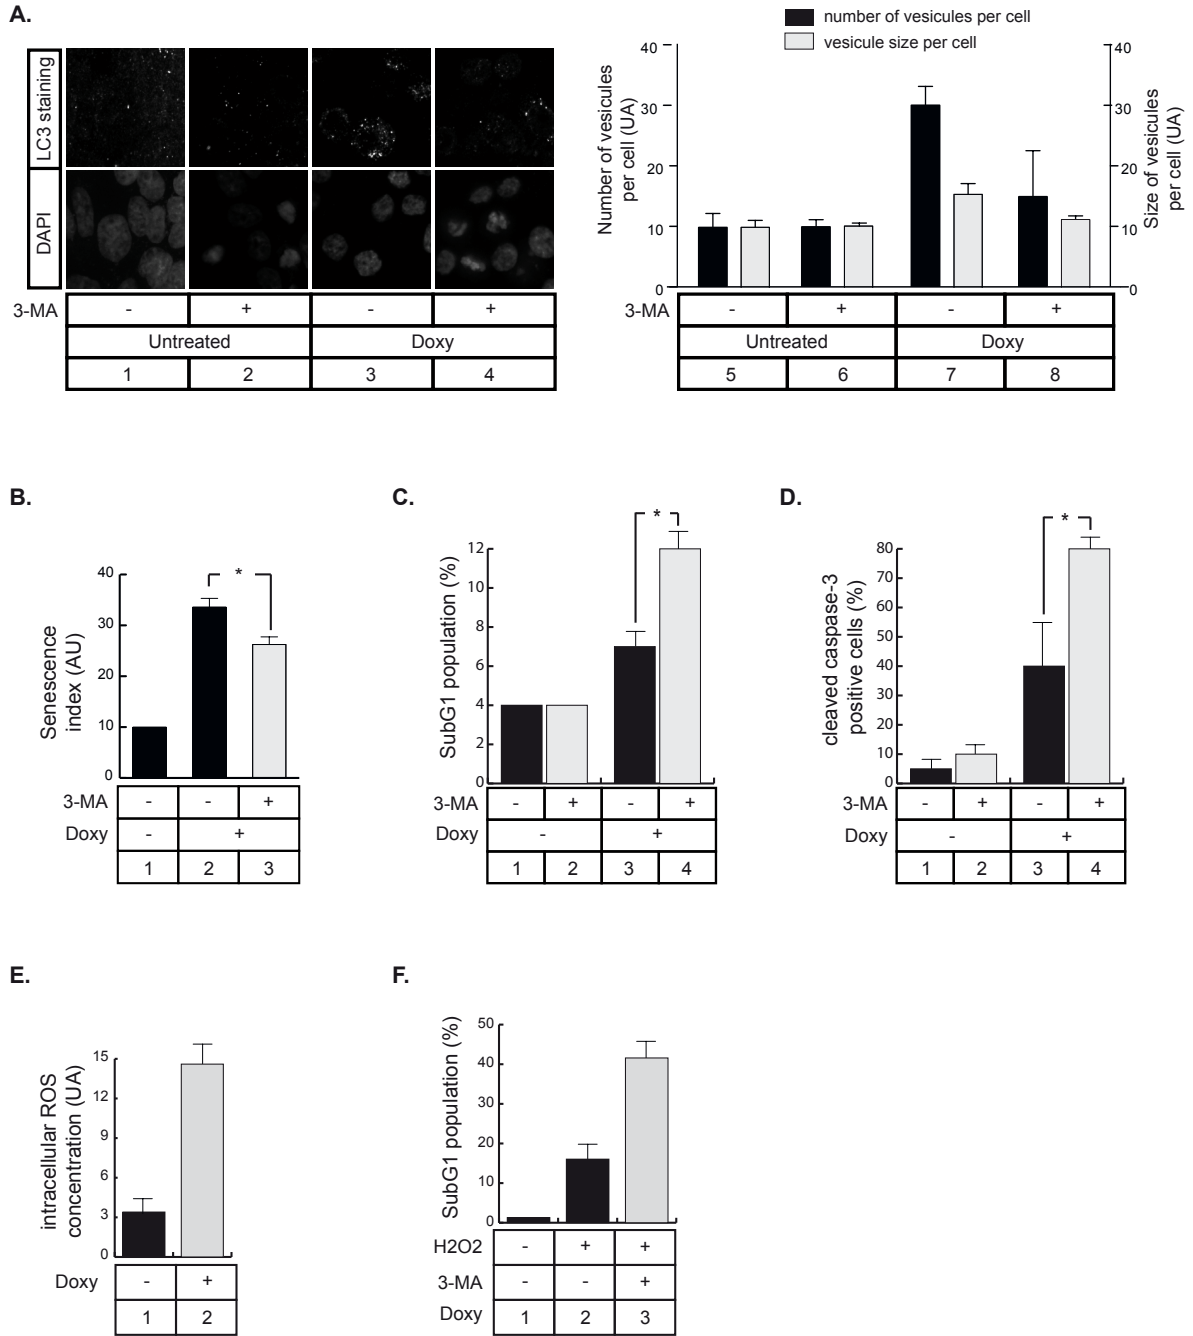 A.
number of vesicules per cell
vesicule size per cell
LC3 staining
DAPI
3-MA - + - +
Untreated Doxy
1 2 3 4
Number of vesicules
per cell (UA)
40
30
20
10
0
Size of vesicules
per cell (UA)
40
30
20
10
0
3-MA - + - +
Untreated Doxy
5 6 7 8
B.
Senescence
index (AU)
40
30
20
10
0
*
3-MA - - +
Doxy - +
1 2 3
C.
SubG1 population (%)
12
10
8
6
4
2
0
*
3-MA - + - +
Doxy - +
1 2 3 4
D.
cleaved caspase-3
positive cells (%)
80
70
60
50
40
30
20
10
0
*
3-MA - + - +
Doxy - +
1 2 3 4
E.
intracellular ROS
concentration (UA)
15
12
9
6
3
0
Doxy - +
1 2
F.
SubG1 population (%)
50
40
30
20
10
0
H2O2 - + +
3-MA - - +
Doxy 1 2 3